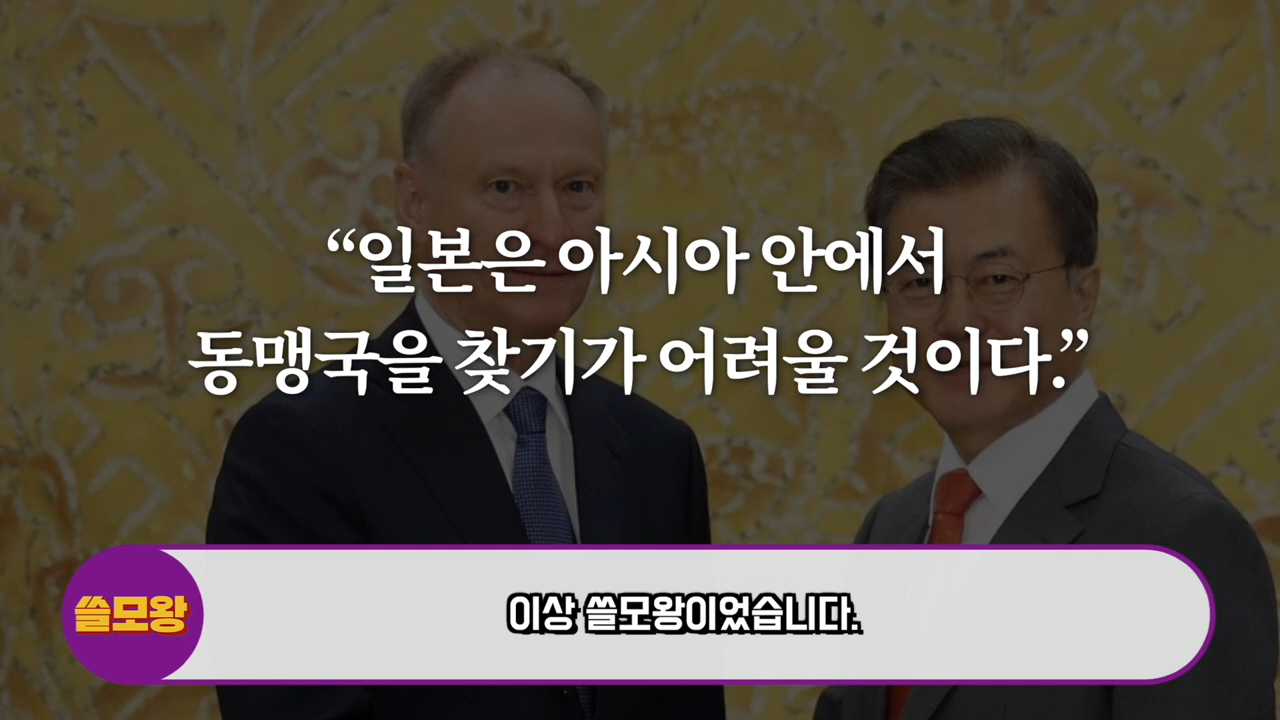 “일본은 아시아 안에서
동맹국을 찾기가 어려울 것이다.”
쓸모왕
이상 쓸모왕이었습니다.